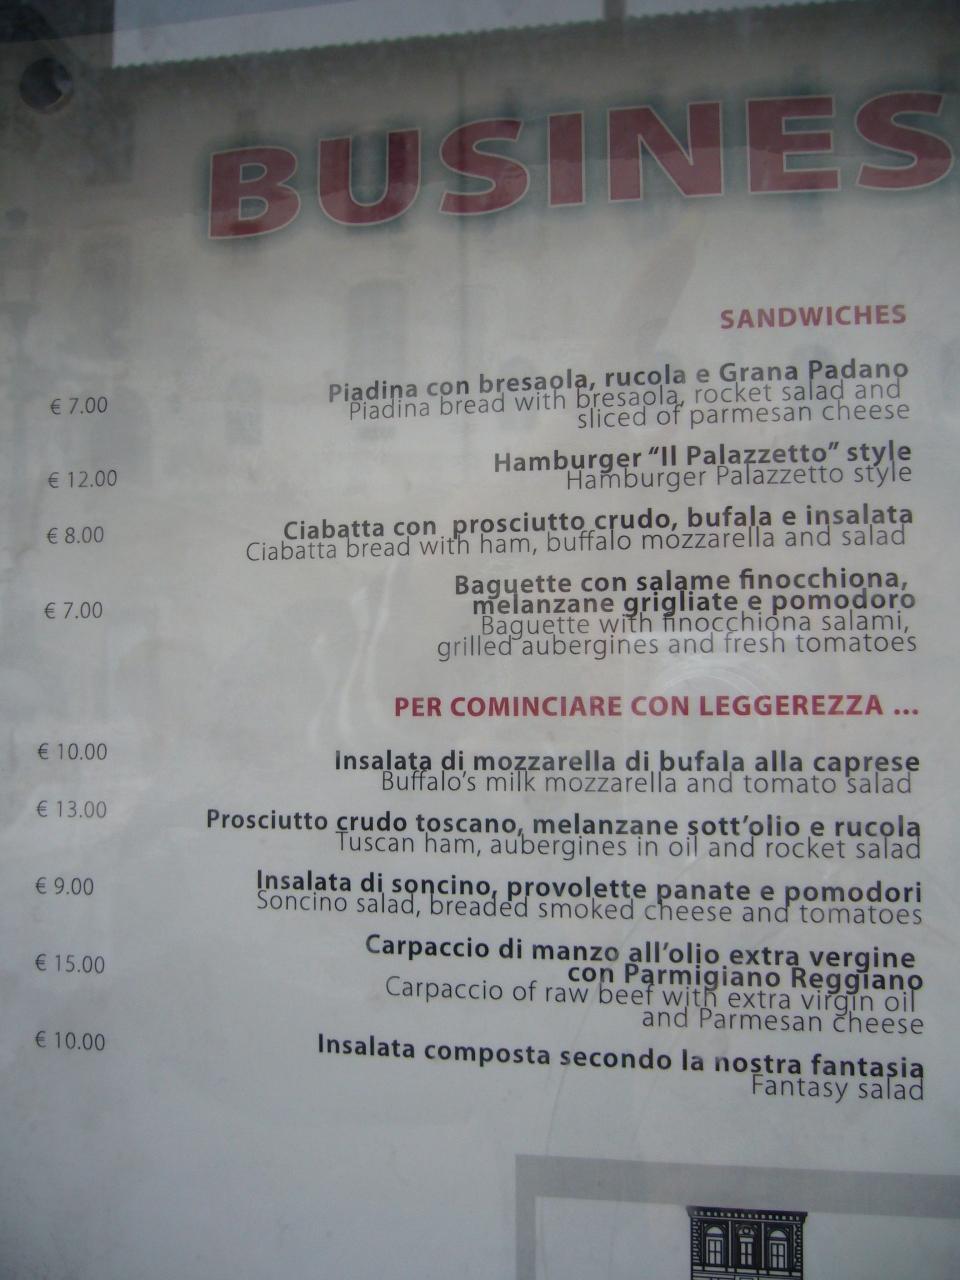 BUSINES
SANDWICHES
€ 7.00 Piadina con bresaola, rucola e Grana Padano
Piadina bread with bresaola, rocket salad and
sliced of parmesan cheese
€ 12.00 Hamburger “Il Palazzetto” style
Hamburger Palazzetto style
€ 8.00 Ciabatta con prosciutto crudo, bufala e insalata
Ciabatta bread with ham, buffalo mozzarella and salad
€ 7.00 Baguette con salame finocchiona,
melanzane grigliate e pomodoro
Baguette with finocchiona salami,
grilled aubergines and fresh tomatoes
PER COMINCIARE CON LEGGEREZZA ...
€ 10.00 Insalata di mozzarella di bufala alla caprese
Buffalo’s milk mozzarella and tomato salad
€ 13.00 Prosciutto crudo toscano, melanzane sott’olio e rucola
Tuscan ham, aubergines in oil and rocket salad
€ 9.00 Insalata di soncino, provolette panate e pomodori
Soncino salad, breaded smoked cheese and tomatoes
€ 15.00 Carpaccio di manzo all’olio extra vergine
con Parmigiano Reggiano
Carpaccio of raw beef with extra virgin oil
and Parmesan cheese
€ 10.00 Insalata composta secondo la nostra fantasia
Fantasy salad